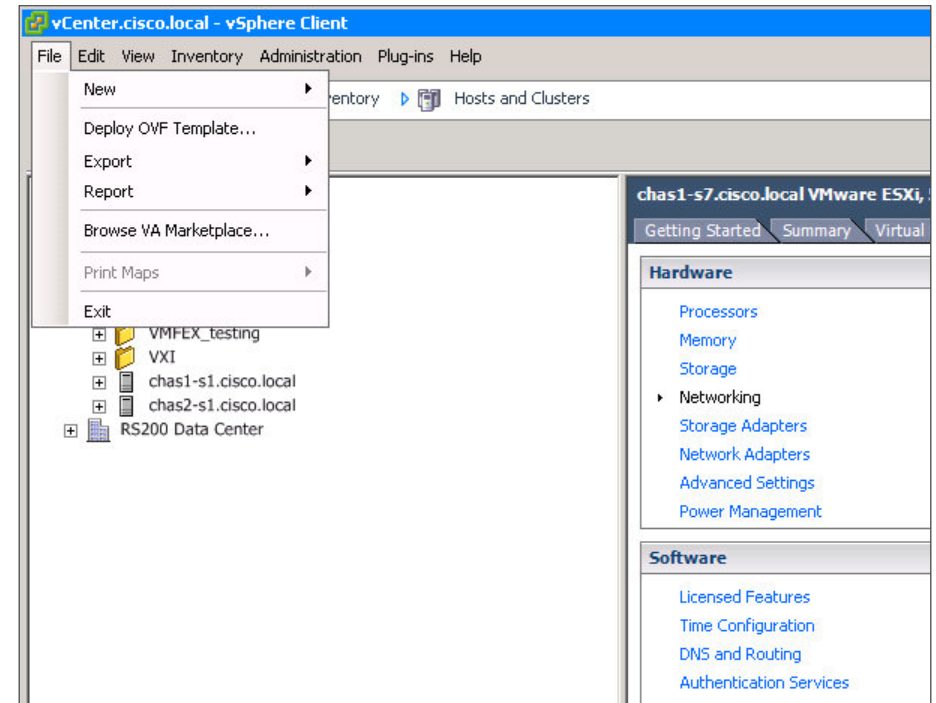 vCenter.cisco.local - vSphere Client
File Edit View Inventory Administration Plug-ins Help
New
entory Hosts and Clusters
Deploy OVF Template...
Export
Report
Browse VA Marketplace...
Print Maps
Exit
VMFEX_testing
VXI
chas1-s1.cisco.local
chas2-s1.cisco.local
RS200 Data Center
chas1-s7.cisco.local VMware ESXi,
Getting Started Summary Virtual
Hardware
Processors
Memory
Storage
Networking
Storage Adapters
Network Adapters
Advanced Settings
Power Management
Software
Licensed Features
Time Configuration
DNS and Routing
Authentication Services